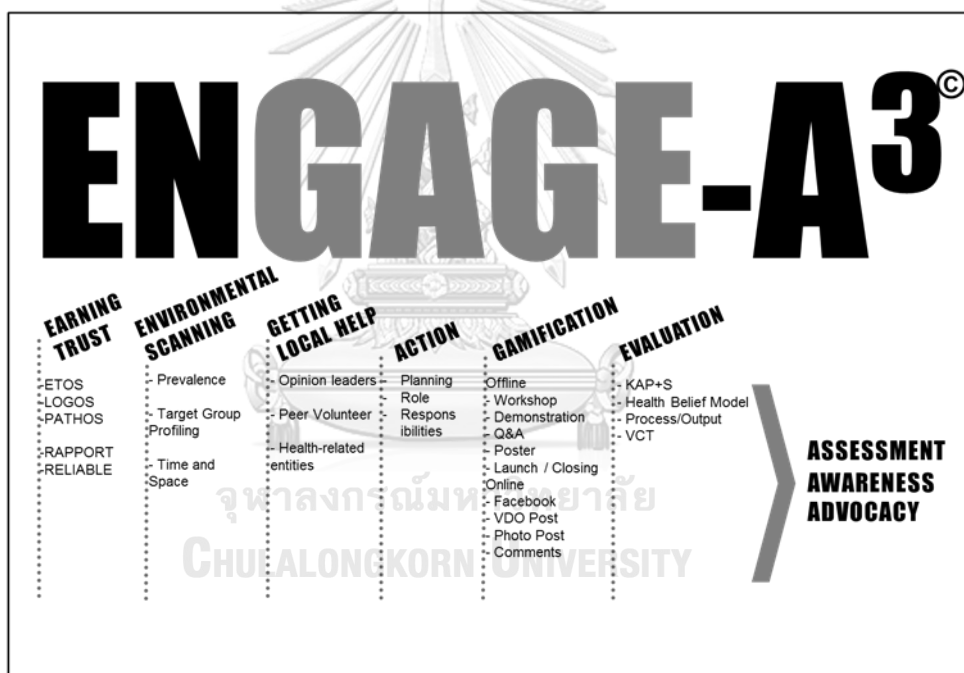 ENGAGE-A3©
EARNING
TRUST
-ETOS
-LOGOS
-PATHOS
-RAPPORT
-RELIABLE
ENVIRONMENTAL
SCANNING
- Prevalence
- Target Group
Profiling
- Time and
Space
GETTING
LOCAL HELP
- Opinion leaders
- Peer Volunteer
- Health-related
entities
ACTION
- Planning
- Role
- Respons
ibilities
GAMIFICATION
Offline
- Workshop
- Demonstration
- Q&A
- Poster
- Launch / Closing
Online
- Facebook
- VDO Post
- Photo Post
- Comments
EVALUATION
- KAP+S
- Health Belief Model
- Process/Output
- VCT
ASSESSMENT
AWARENESS
ADVOCACY
จุฬาลงกรณ์มหาวิทยาลัย
CHULALONGKORN UNIVERSITY